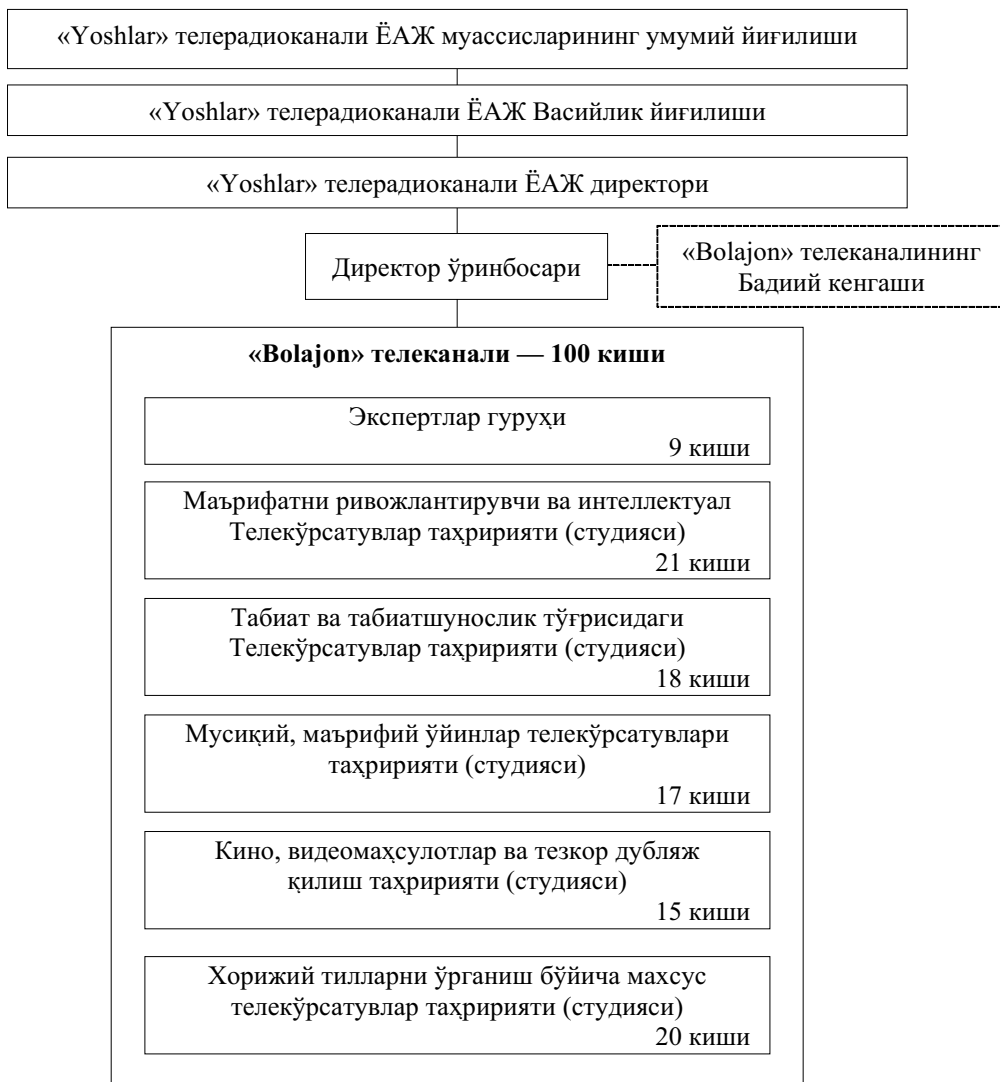 «Yoshlar» телерадиоканали ЁАЖ муассисларининг умумий йиғилиши
«Yoshlar» телерадиоканали ЁАЖ Васийлик йиғилиши
«Yoshlar» телерадиоканали ЁАЖ директори
Директор ўринбосари
«Bolajon» телеканалининг
Бадиий кенгаши
«Bolajon» телеканали — 100 киши
Экспертлар гуруҳи
9 киши
Маърифатни ривожлантирувчи ва интеллектуал
Телекўрсатувлар таҳририяти (студияси)
21 киши
Табиат ва табиатшунослик тўғрисидаги
Телекўрсатувлар таҳририяти (студияси)
18 киши
Мусиқий, маърифий ўйинлар телекўрсатувлари
таҳририяти (студияси)
17 киши
Кино, видеомаҳсулотлар ва тезкор дубляж
қилиш таҳририяти (студияси)
15 киши
Хорижий тилларни ўрганиш бўйича махсус
телекўрсатувлар таҳририяти (студияси)
20 киши